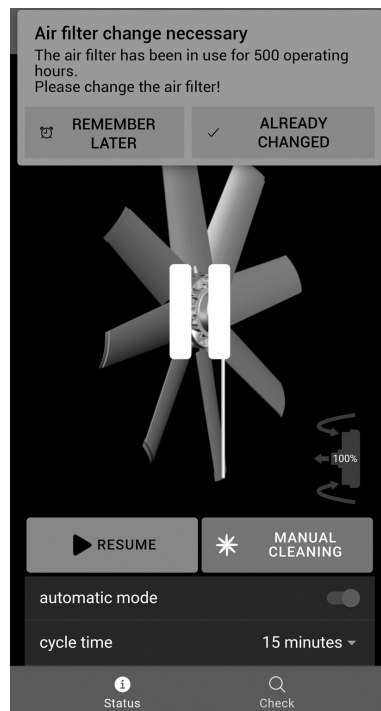 Air filter change necessary
The air filter has been in use for 500 operating
hours.
Please change the air filter!
REMEMBER
LATER
ALREADY
CHANGED
100%
RESUME
MANUAL
CLEANING
automatic mode
cycle time
15 minutes
Status
Check